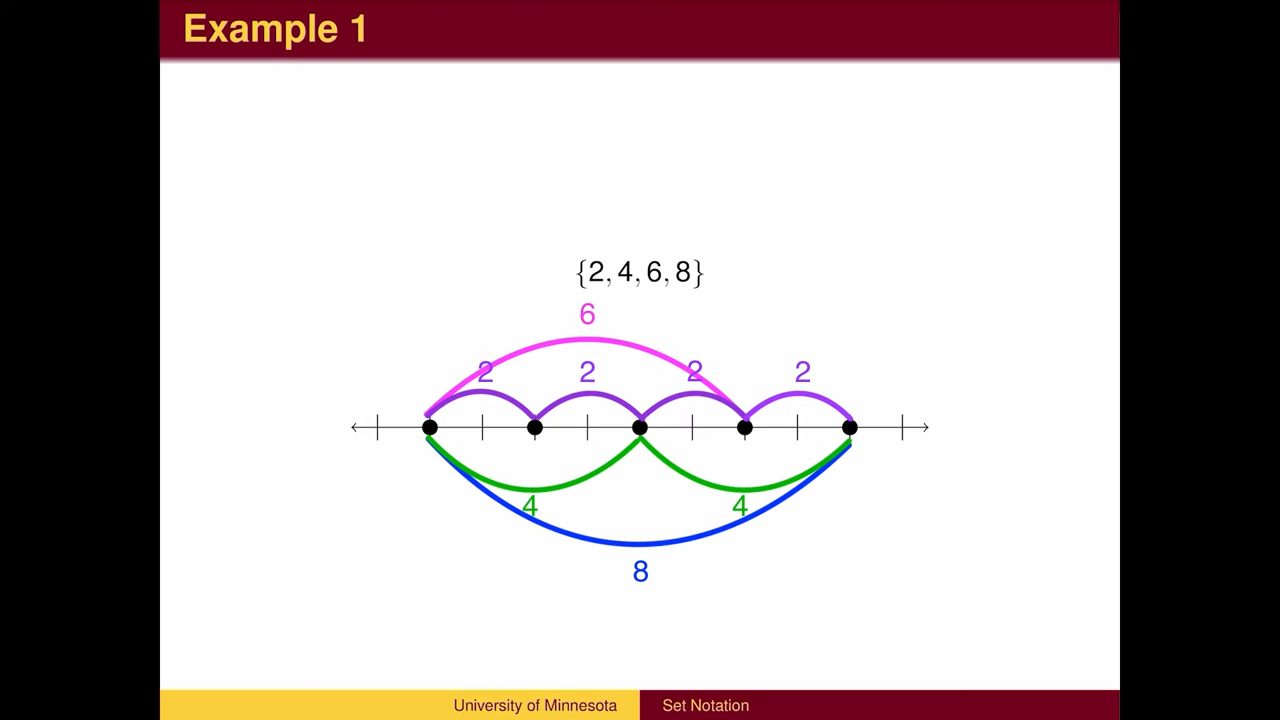 Example 1
{2, 4, 6, 8}
6
2 2 2 2
4 4
8
University of Minnesota Set Notation